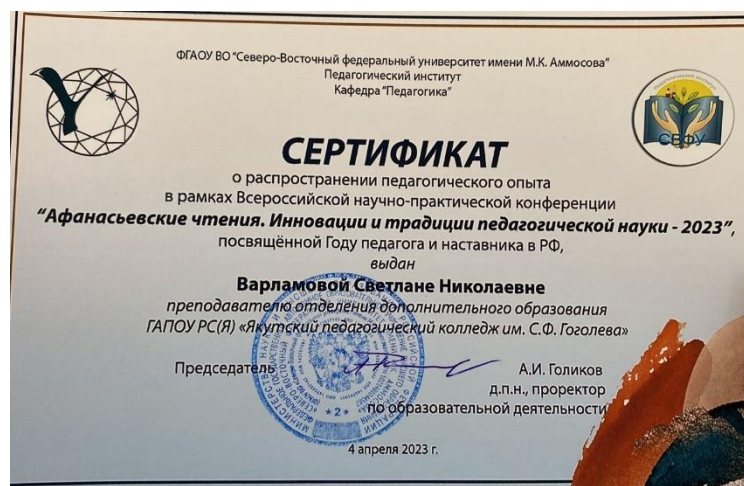 ФГАОУ ВО "Северо-Восточный федеральный университет имени М.К. Аммосова"
Педагогический институт
Кафедра "Педагогика"
Педагогический институт
СВФУ
СЕРТИФИКАТ
о распространении педагогического опыта
в рамках Всероссийской научно-практической конференции
"Афанасьевские чтения. Инновации и традиции педагогической науки - 2023",
посвящённой Году педагога и наставника в РФ,
выдан
Варламовой Светлане Николаевне
преподавателю отделения дополнительного образования
ГАПОУ РС(Я) «Якутский педагогический колледж им. С.Ф. Гоголева»
Председатель
А.И. Голиков
д.п.н., проректор
по образовательной деятельности
4 апреля 2023 г.